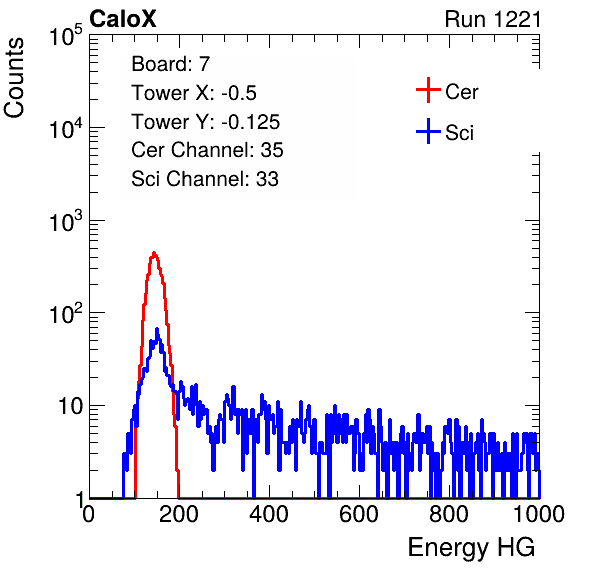 CaloX Run 1221
Counts
Board: 7
Tower X: -0.5
Tower Y: -0.125
Cer Channel: 35
Sci Channel: 33
Cer
Sci
10^5
10^4
10^3
10^2
10
1
0 200 400 600 800 1000
Energy HG